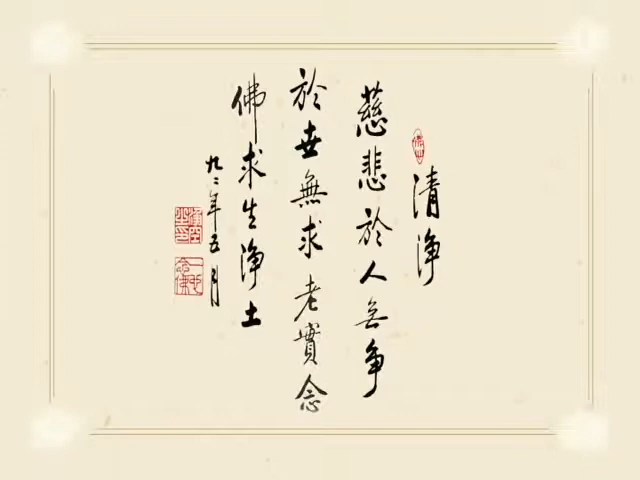 清淨
慈悲於人无爭
於世無求老實念
佛求生淨土
九二年五月